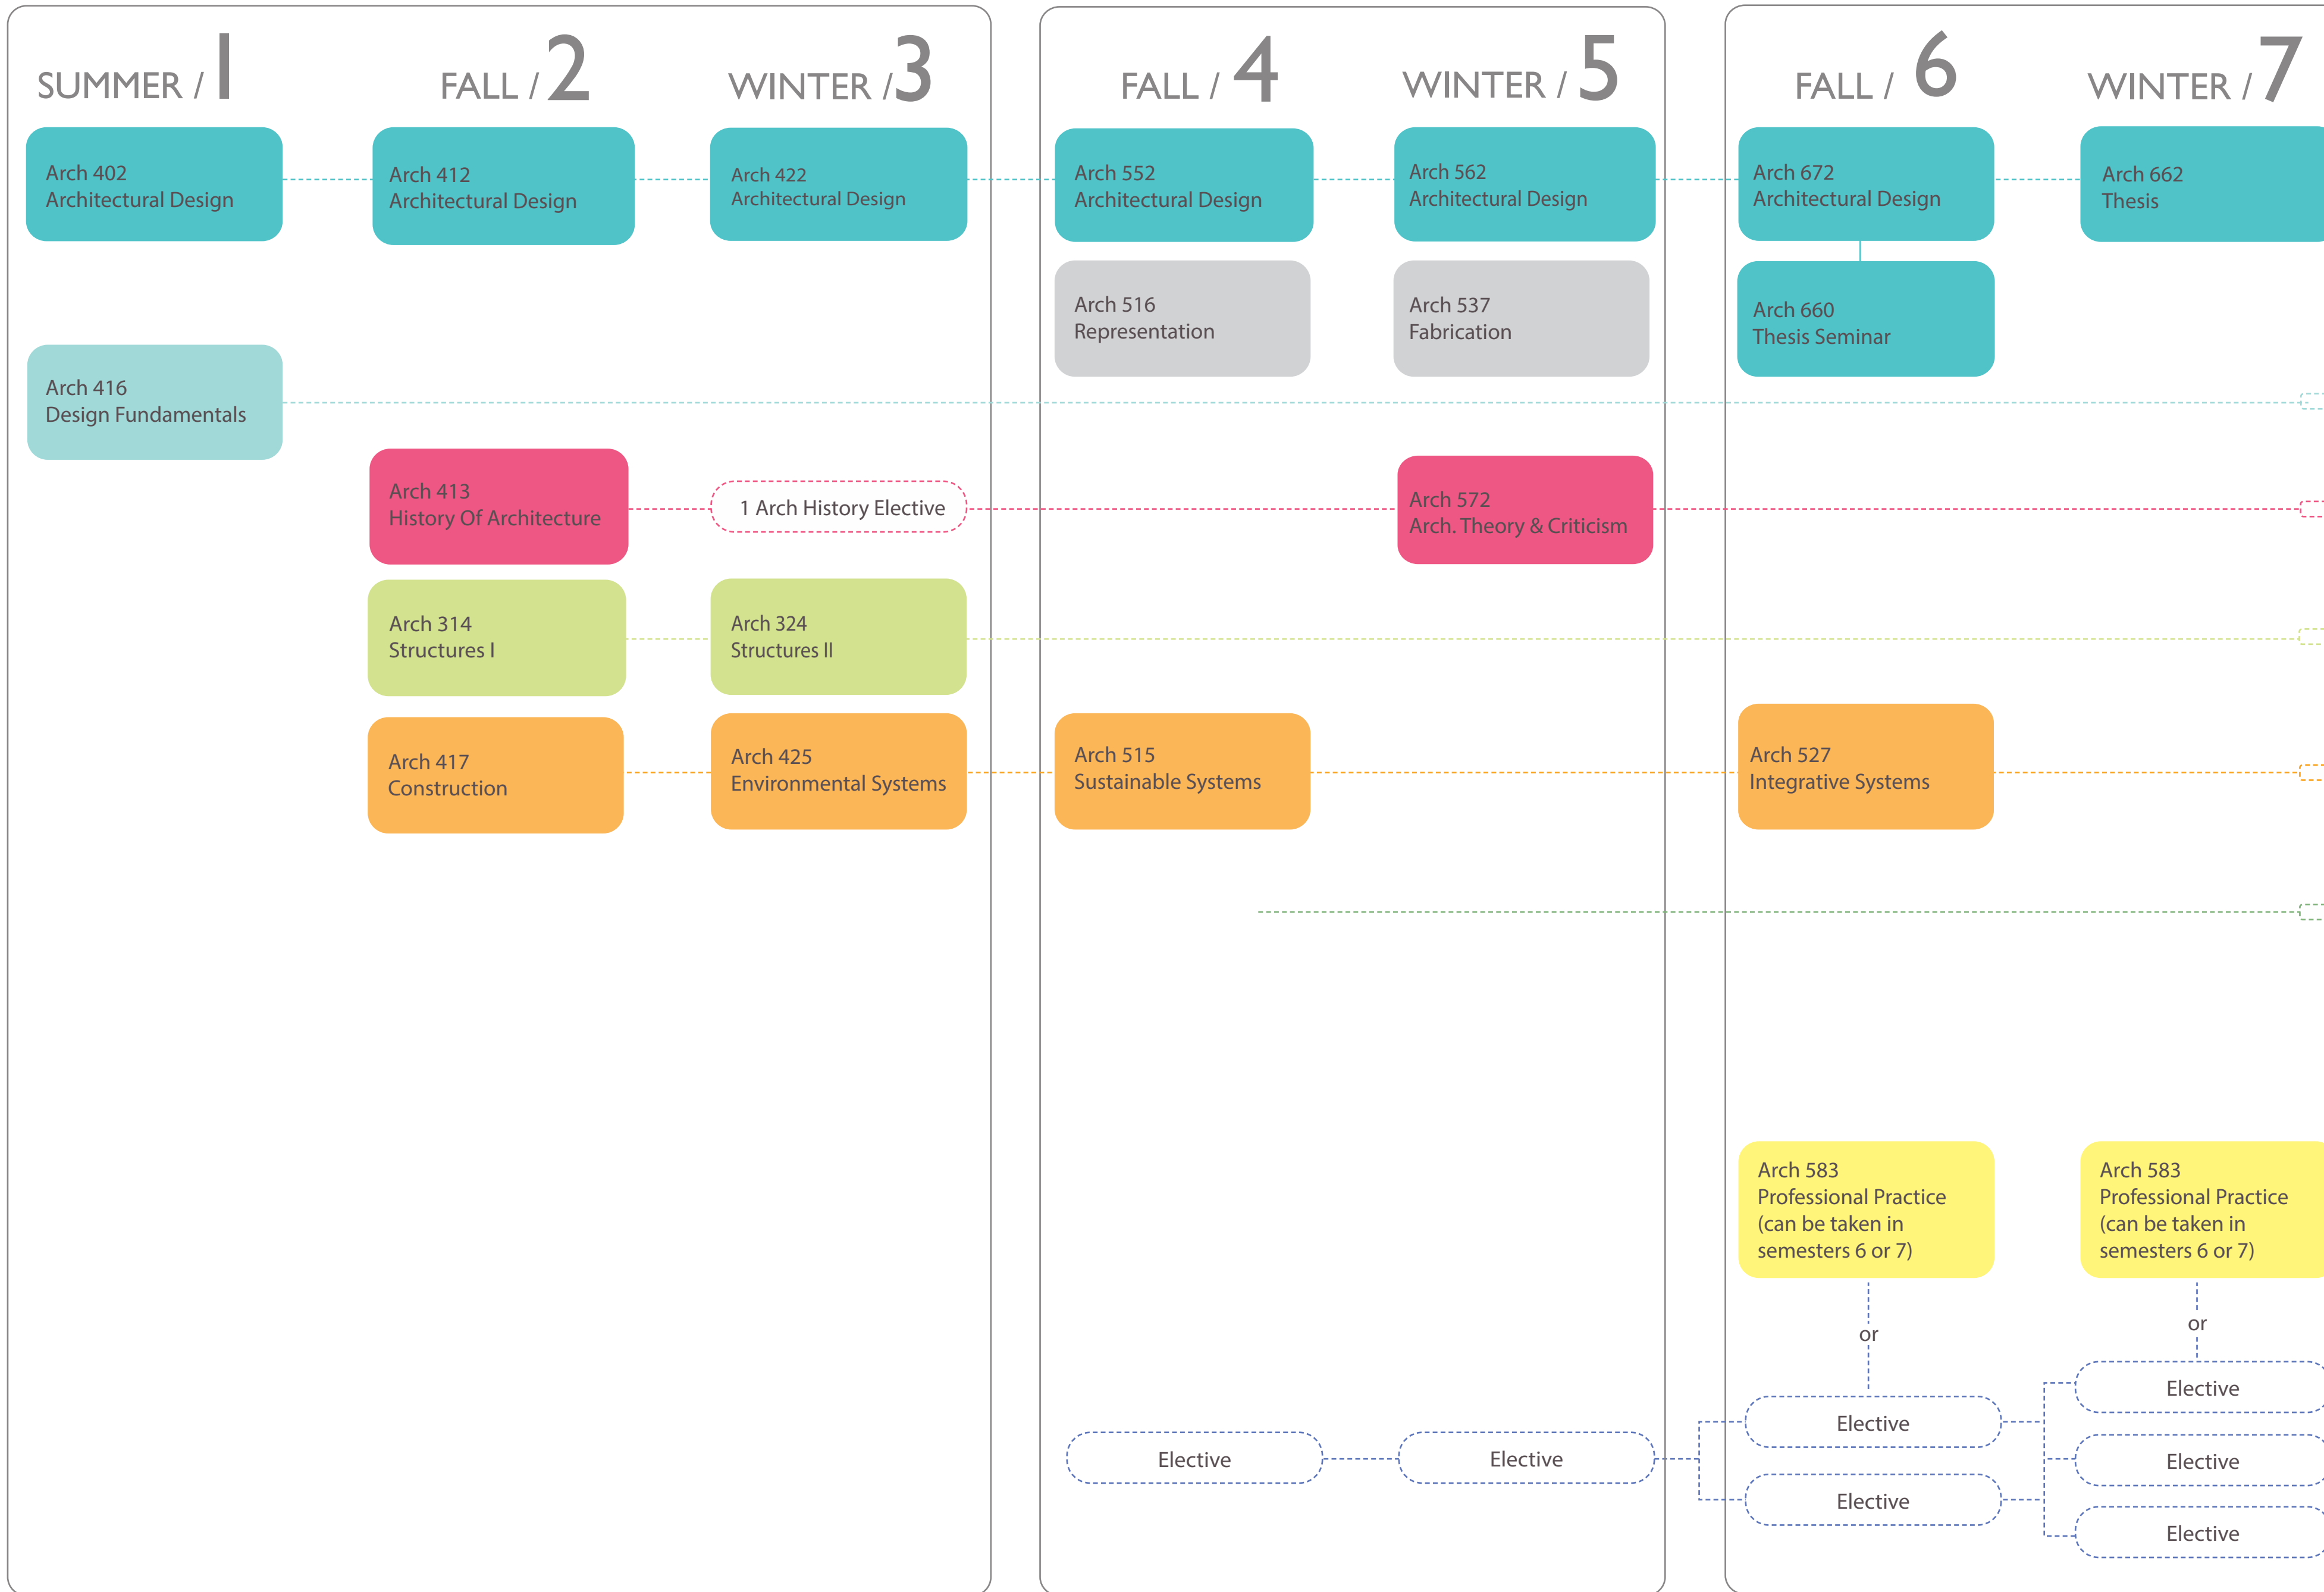 SUMMER / 1
FALL / 2
WINTER / 3
FALL / 4
WINTER / 5
FALL / 6
WINTER / 7
Arch 402
Architectural Design
Arch 412
Architectural Design
Arch 422
Architectural Design
Arch 552
Architectural Design
Arch 562
Architectural Design
Arch 672
Architectural Design
Arch 662
Thesis
Arch 516
Representation
Arch 537
Fabrication
Arch 660
Thesis Seminar
Arch 416
Design Fundamentals
Arch 413
History Of Architecture
1 Arch History Elective
Arch 572
Arch. Theory & Criticism
Arch 314
Structures I
Arch 324
Structures II
Arch 417
Construction
Arch 425
Environmental Systems
Arch 515
Sustainable Systems
Arch 527
Integrative Systems
Arch 583
Professional Practice
(can be taken in
semesters 6 or 7)
Arch 583
Professional Practice
(can be taken in
semesters 6 or 7)
or
or
Elective
Elective
Elective
Elective
Elective
Elective
Elective